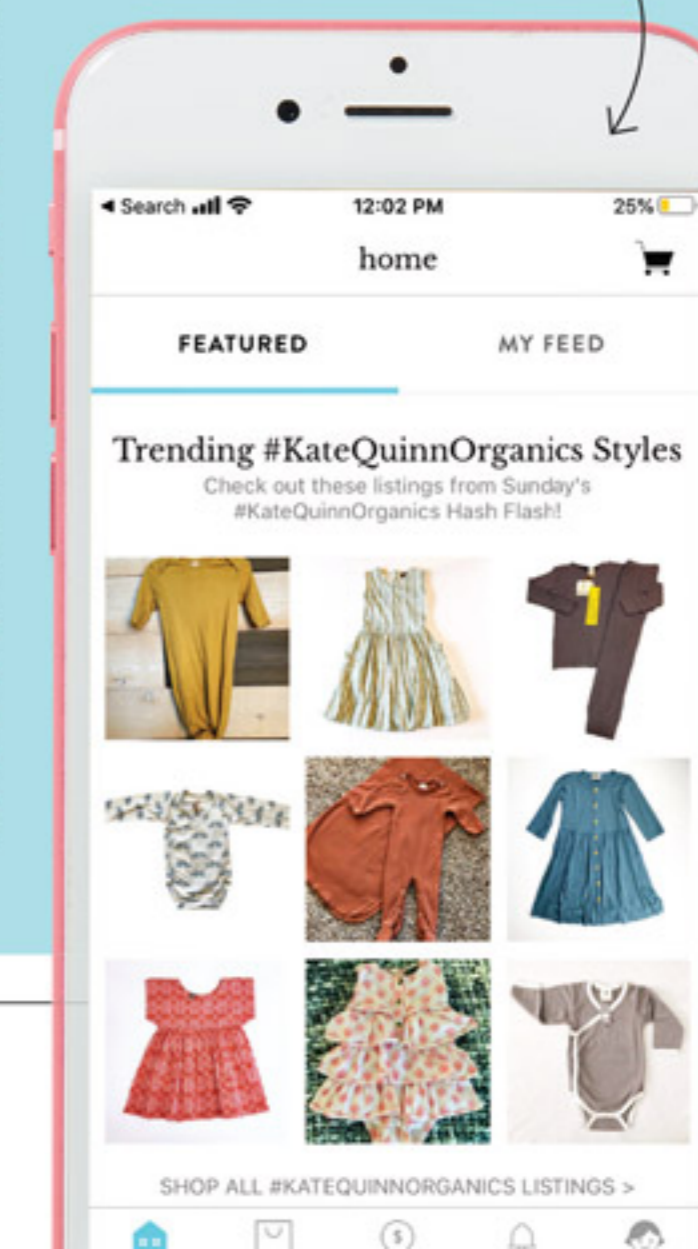 ◀ Search
12:02 PM
25%
home
FEATURED
MY FEED
Trending #KateQuinnOrganics Styles
Check out these listings from Sunday's
#KateQuinnOrganics Hash Flash!
SHOP ALL #KATEQUINNORGANICS LISTINGS >
$